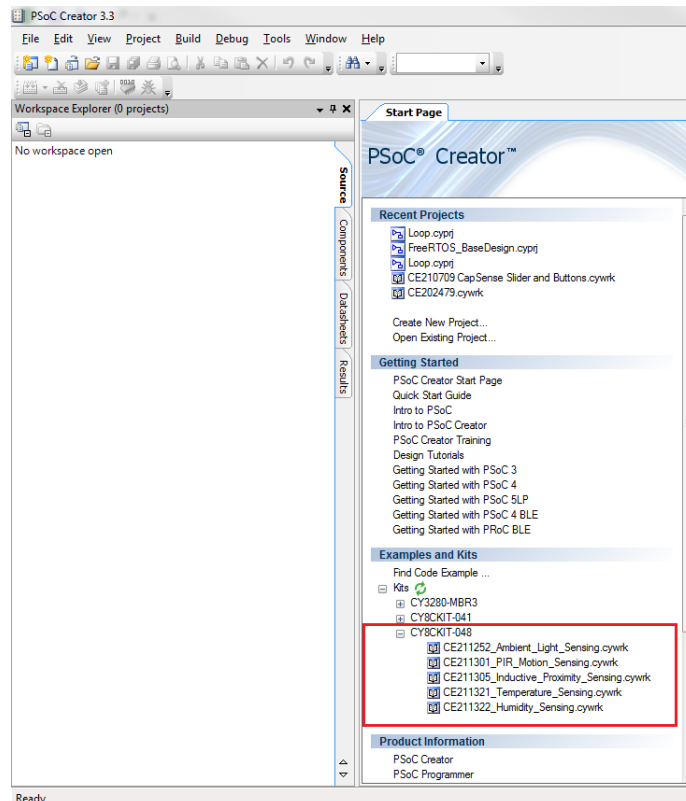 PSoC Creator 3.3
File Edit View Project Build Debug Tools Window Help
Workspace Explorer (0 projects)
No workspace open
Source
Components
Datasheets
Results
Start Page
PSoC® Creator™
Recent Projects
Loop.cyprj
FreeRTOS_BaseDesign.cyprj
Loop.cyprj
CE210709 CapSense Slider and Buttons.cywrk
CE202479.cywrk
Create New Project...
Open Existing Project...
Getting Started
PSoC Creator Start Page
Quick Start Guide
Intro to PSoC
Intro to PSoC Creator
PSoC Creator Training
Design Tutorials
Getting Started with PSoC 3
Getting Started with PSoC 4
Getting Started with PSoC 5LP
Getting Started with PSoC 4 BLE
Getting Started with PRoC BLE
Examples and Kits
Find Code Example ...
Kits
CY3280-MBR3
CY8CKIT-041
CY8CKIT-048
CE211252_Ambient_Light_Sensing.cywrk
CE211301_PIR_Motion_Sensing.cywrk
CE211305_Inductive_Proximity_Sensing.cywrk
CE211321_Temperature_Sensing.cywrk
CE211322_Humidity_Sensing.cywrk
Product Information
PSoC Creator
PSoC Programmer
Ready